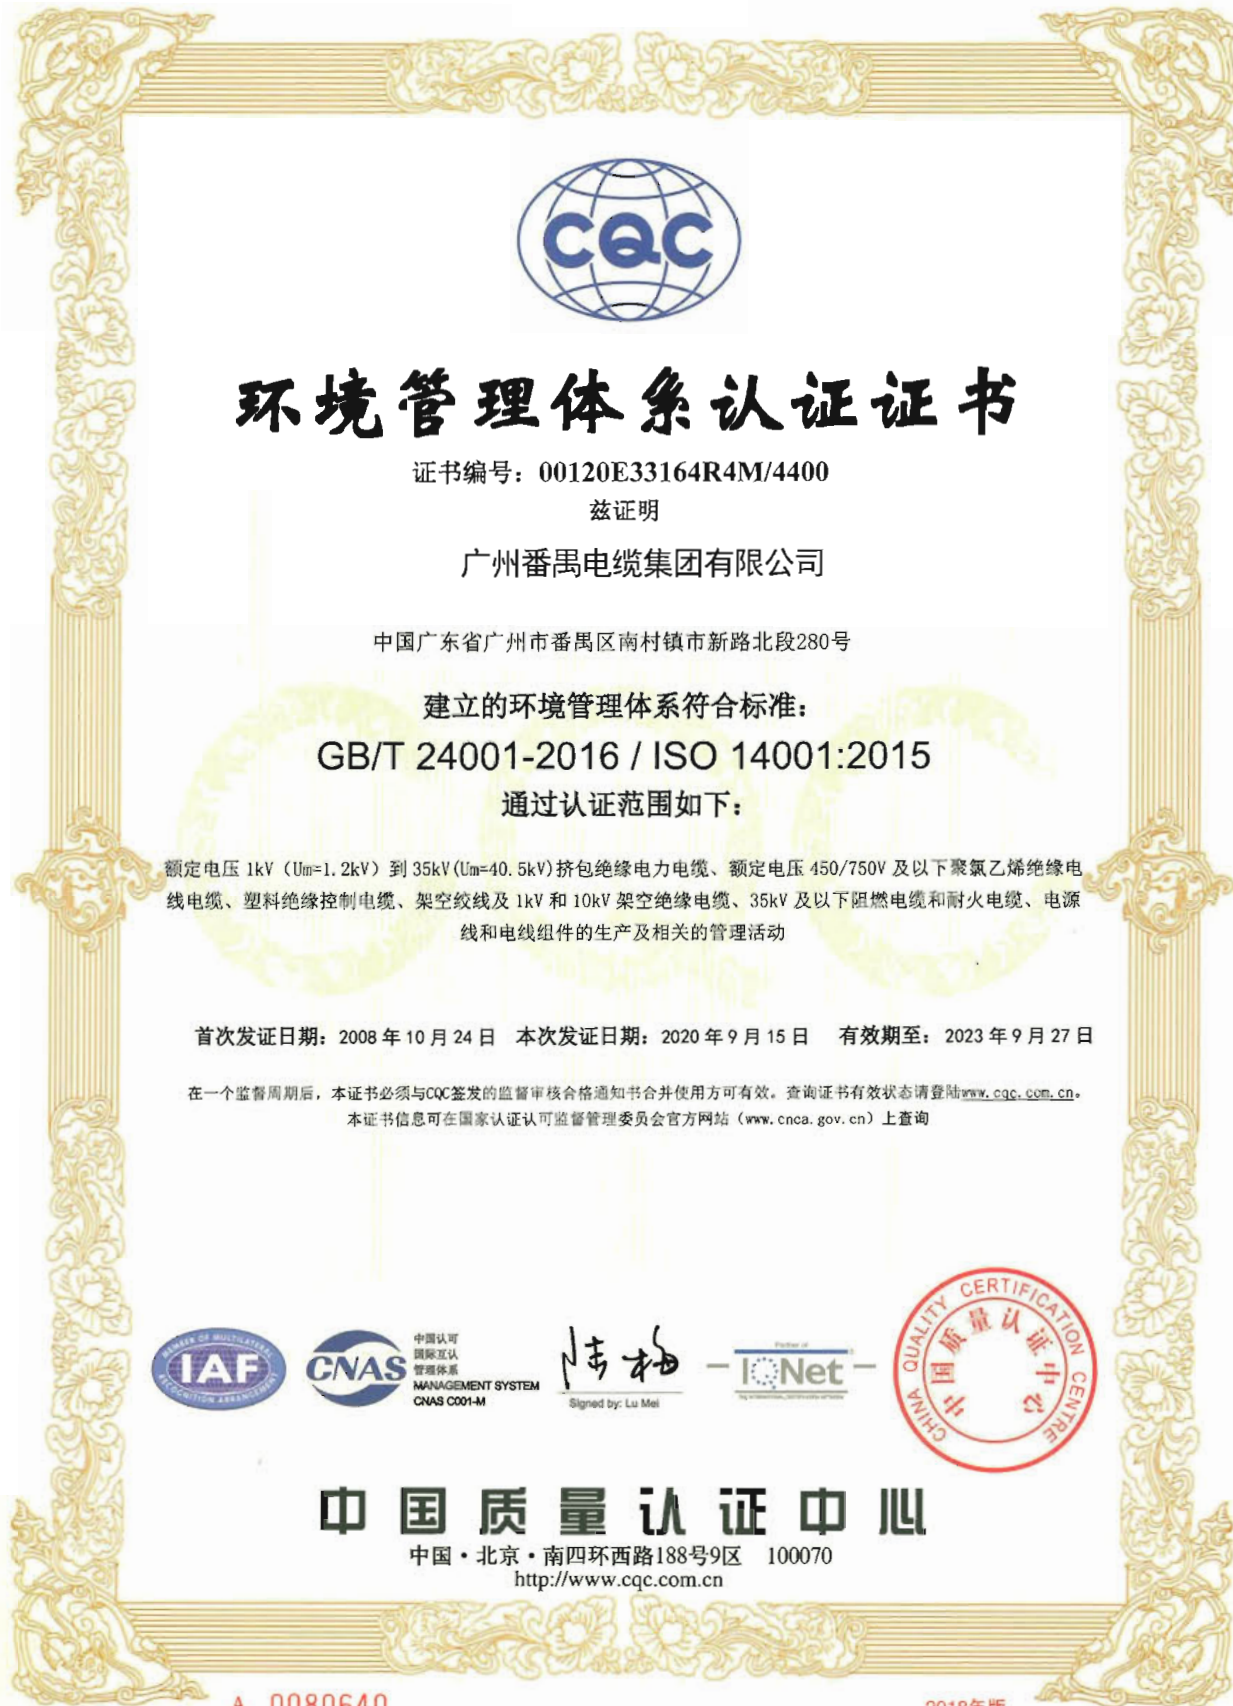 CQC
环境管理体系认证证书
证书编号：00120E33164R4M/4400
兹证明
广州番禺电缆集团有限公司
中国广东省广州市番禺区南村镇市新路北段280号
建立的环境管理体系符合标准：
GB/T 24001-2016 / ISO 14001:2015
通过认证范围如下：
额定电压 1kV（Um=1.2kV）到 35kV(Um=40.5kV)挤包绝缘电力电缆、额定电压 450/750V 及以下聚氯乙烯绝缘电
线电缆、塑料绝缘控制电缆、架空绞线及 1kV 和 10kV 架空绝缘电缆、35kV 及以下阻燃电缆和耐火电缆、电源
线和电线组件的生产及相关的管理活动
首次发证日期：2008 年 10 月 24 日 本次发证日期：2020 年 9 月 15 日 有效期至：2023 年 9 月 27 日
在一个监督周期后，本证书必须与CQC签发的监督审核合格通知书合并使用方可有效。查询证书有效状态请登陆www.cqc.com.cn。
本证书信息可在国家认证认可监督管理委员会官方网站（www.cnca.gov.cn）上查询
MEMBER OF MULTILATERAL
IAF
RECOGNITION ARRANGEMENT
CNAS
中国认可
国际互认
管理体系
MANAGEMENT SYSTEM
CNAS C001-M
陆梅
Signed by: Lu Mei
Partner of
IQNet
CHINA QUALITY CERTIFICATION CENTRE
中国质量认证中心
中国质量认证中心
中国·北京·南四环西路188号9区 100070
http://www.cqc.com.cn
A 0080640
2018年版